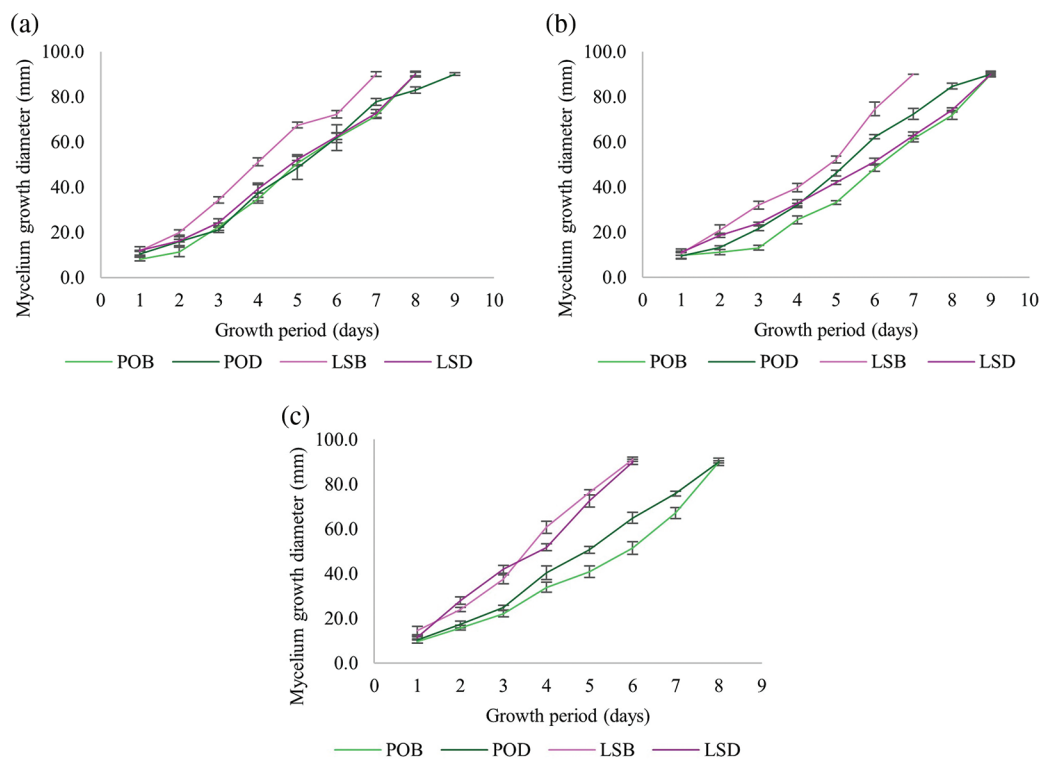 (a)
Mycelium growth diameter (mm)
100.0
80.0
60.0
40.0
20.0
0.0
0 1 2 3 4 5 6 7 8 9 10
Growth period (days)
POB POD LSB LSD
(b)
Mycelium growth diameter (mm)
100.0
80.0
60.0
40.0
20.0
0.0
0 1 2 3 4 5 6 7 8 9 10
Growth period (days)
POB POD LSB LSD
(c)
Mycelium growth diameter (mm)
100.0
80.0
60.0
40.0
20.0
0.0
0 1 2 3 4 5 6 7 8 9
Growth period (days)
POB POD LSB LSD